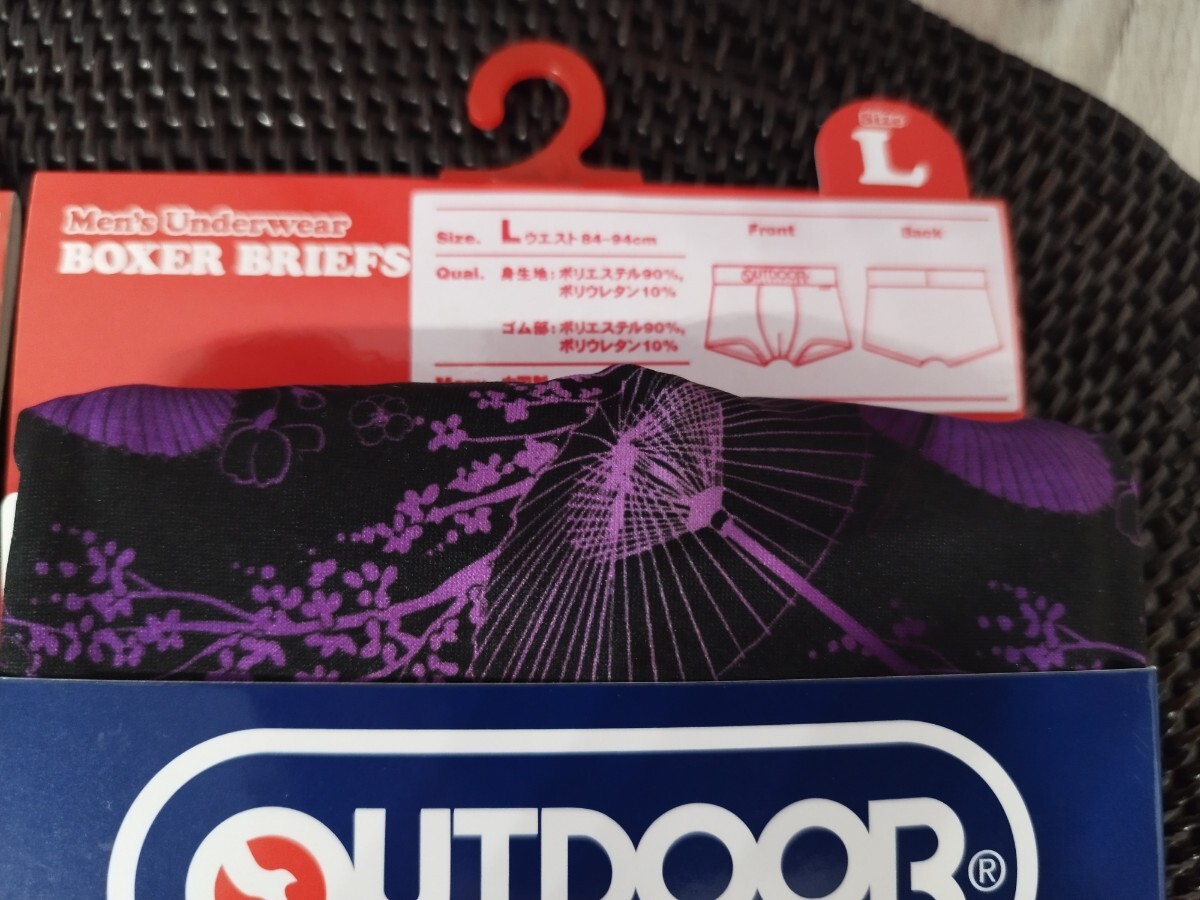 Size
L
Men's Underwear
BOXER BRIEFS
Size. L ウエスト84-94cm
Qual. 身生地：ポリエステル90%,
ポリウレタン10%
ゴム部：ポリエステル90%,
ポリウレタン10%
Front
Back
OUTDOOR
OUTDOOR®